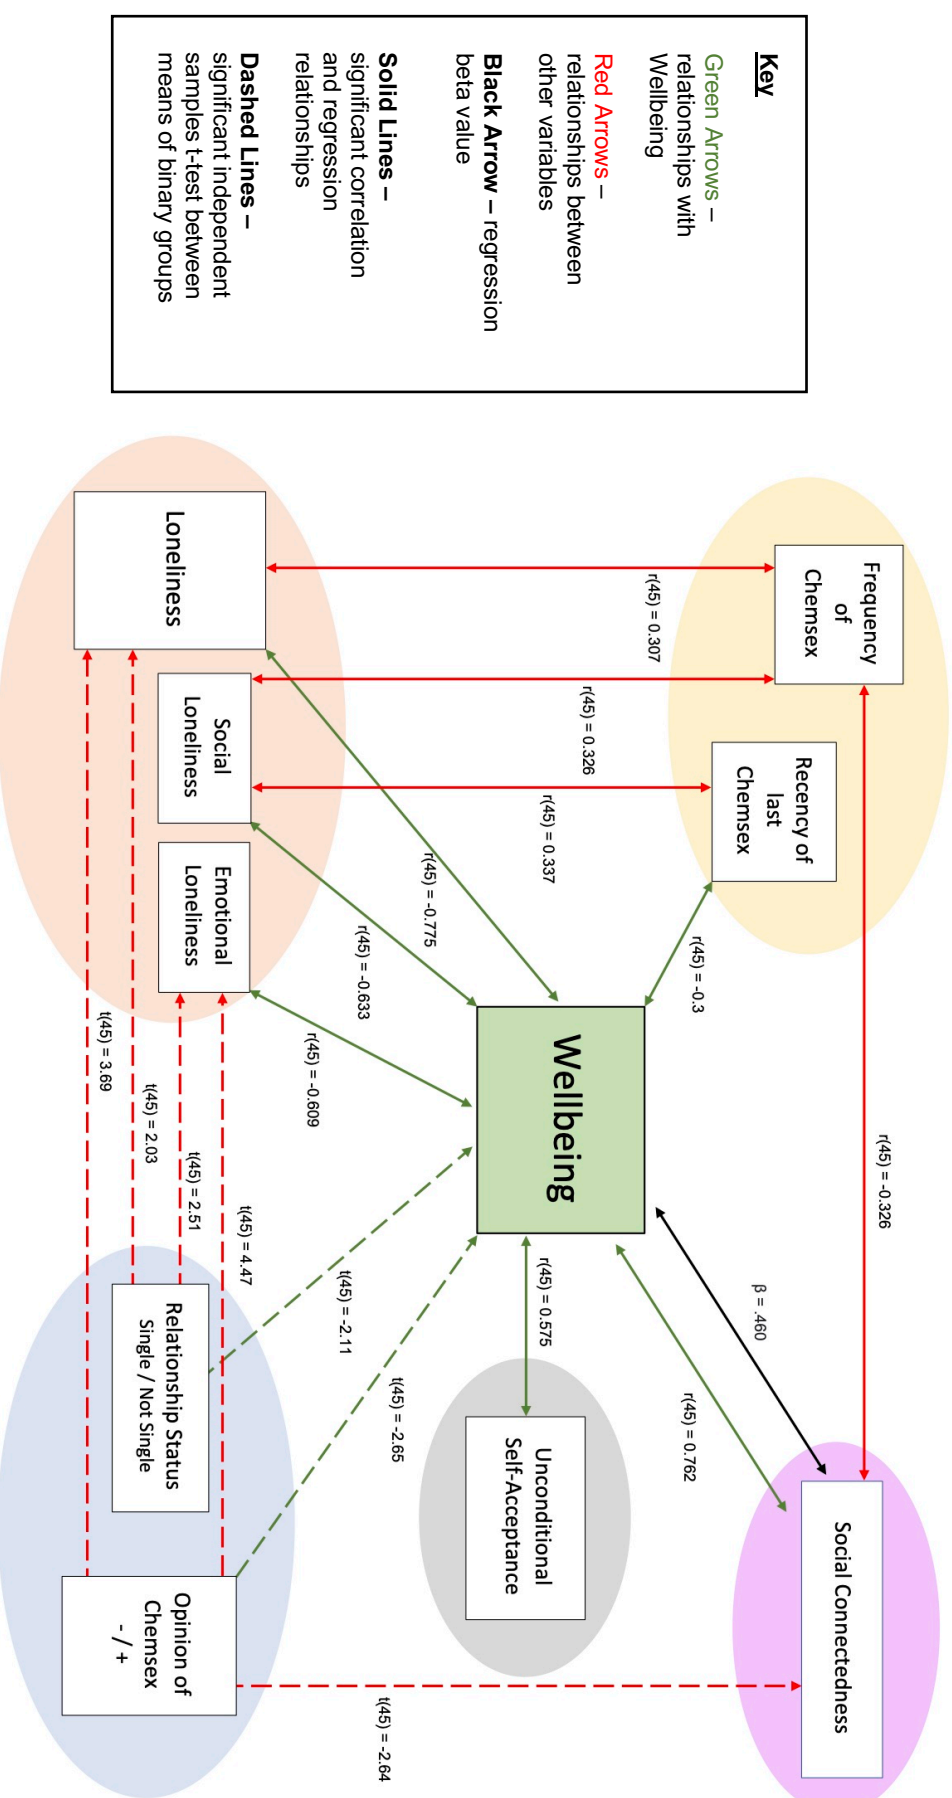 Key
Green Arrows –
relationships with
Wellbeing
Red Arrows –
relationships between
other variables
Black Arrow – regression
beta value
Solid Lines –
significant correlation
and regression
relationships
Dashed Lines –
significant independent
samples t-test between
means of binary groups
Frequency
of
Chemsex
Recency of
last
Chemsex
r(45) = -0.326
Social Connectedness
r(45) = 0.307
r(45) = 0.326
r(45) = 0.337
r(45) = -0.3
β = .460
r(45) = 0.762
Wellbeing
r(45) = 0.575
Unconditional
Self-Acceptance
r(45) = -0.775
r(45) = -0.633
r(45) = -0.609
t(45) = -2.11
t(45) = -2.65
t(45) = -2.64
Loneliness
Social
Loneliness
Emotional
Loneliness
t(45) = 4.47
t(45) = 2.51
t(45) = 2.03
t(45) = 3.69
Relationship Status
Single / Not Single
Opinion of
Chemsex
- / +